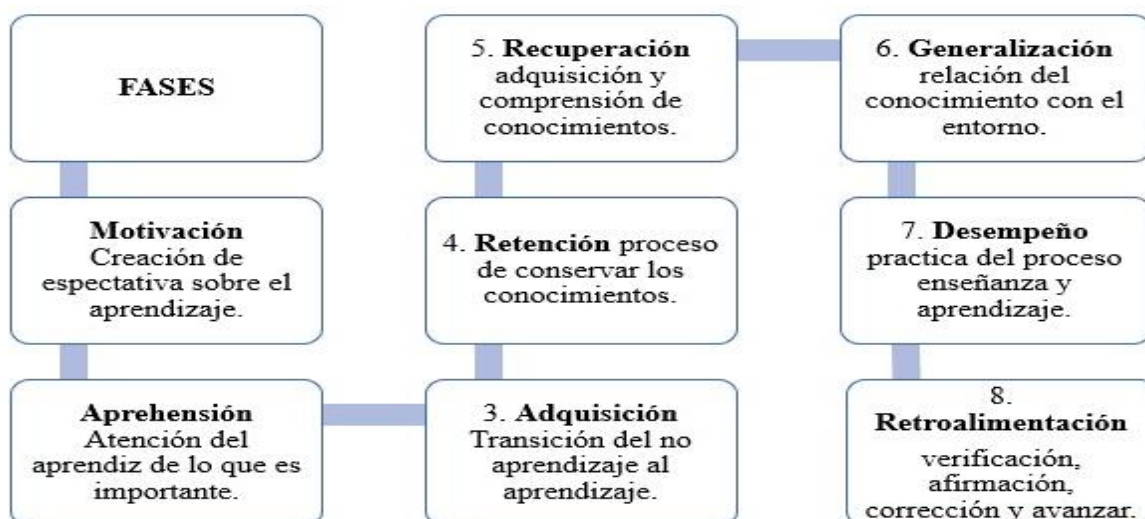 FASES
Motivación
Creación de
espectativa sobre el
aprendizaje.
Aprehensión
Atención del
aprendiz de lo que es
importante.
3. Adquisición
Transición del no
aprendizaje al
aprendizaje.
4. Retención proceso
de conservar los
conocimientos.
5. Recuperación
adquisición y
comprensión de
conocimientos.
6. Generalización
relación del
conocimiento con el
entorno.
7. Desempeño
practica del proceso
enseñanza y
aprendizaje.
8.
Retroalimentación
verificación,
afirmación,
corrección y avanzar.